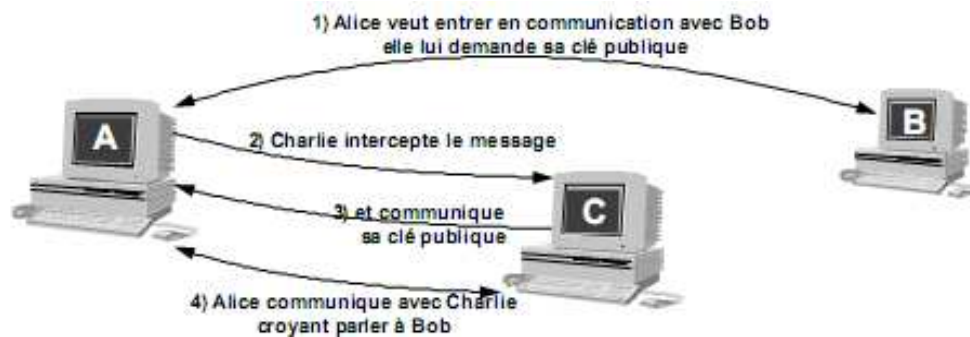 1) Alice veut entrer en communication avec Bob
elle lui demande sa clé publique
A
B
2) Charlie intercepte le message
C
3) et communique
sa clé publique
4) Alice communique avec Charlie
croyant parler à Bob